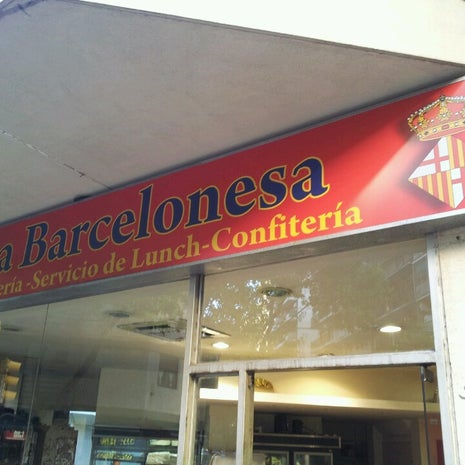 a Barcelonesa
ería-Servicio de Lunch-Confitería